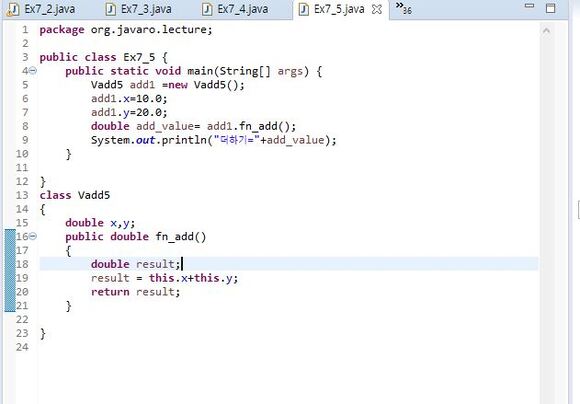 Ex7_2.java Ex7_3.java Ex7_4.java Ex7_5.java »36
1 package org.javaro.lecture;
2
3 public class Ex7_5 {
4 public static void main(String[] args) {
5 Vadd5 add1 =new Vadd5();
6 add1.x=10.0;
7 add1.y=20.0;
8 double add_value= add1.fn_add();
9 System.out.println("더하기="+add_value);
10 }
11
12 }
13 class Vadd5
14 {
15 double x,y;
16 public double fn_add()
17 {
18 double result;
19 result = this.x+this.y;
20 return result;
21 }
22
23 }
24